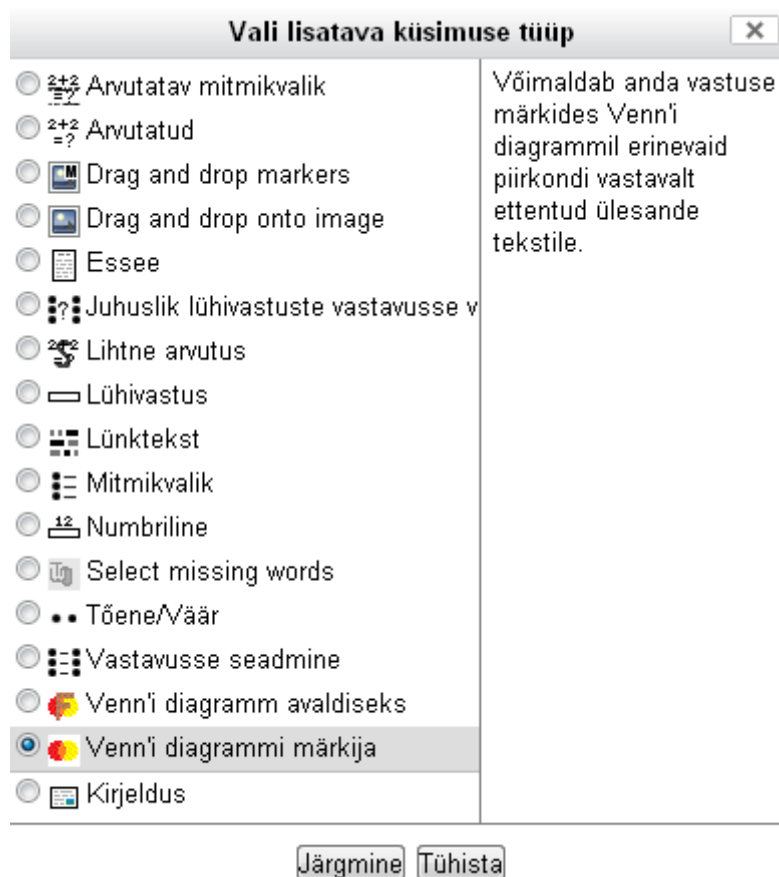 Vali lisatava küsimuse tüüp
Arvutatav mitmikvalik
Arvutatud
Drag and drop markers
Drag and drop onto image
Essee
Juhuslik lühivastuste vastavusse v
Lihtne arvutus
Lühivastus
Lünktekst
Mitmikvalik
Numbriline
Select missing words
Tõene/Väär
Vastavusse seadmine
Venn'i diagramm avaldiseks
Venn'i diagrammi märkija
Kirjeldus
Võimaldab anda vastuse
märkides Venn'i
diagrammil erinevaid
piirkondi vastavalt
ettentud ülesande
tekstile.
Järgmine Tühista